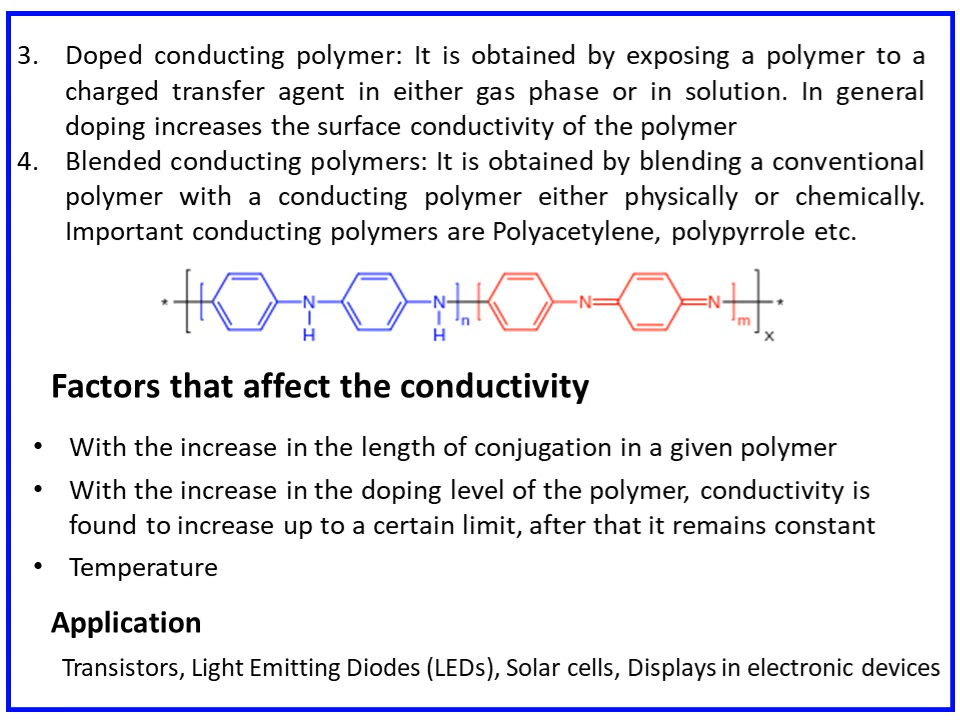 3. Doped conducting polymer: It is obtained by exposing a polymer to a
charged transfer agent in either gas phase or in solution. In general
doping increases the surface conductivity of the polymer
4. Blended conducting polymers: It is obtained by blending a conventional
polymer with a conducting polymer either physically or chemically.
Important conducting polymers are Polyacetylene, polypyrrole etc.
* N N n N N m *
H H x
Factors that affect the conductivity
• With the increase in the length of conjugation in a given polymer
• With the increase in the doping level of the polymer, conductivity is
found to increase up to a certain limit, after that it remains constant
• Temperature
Application
Transistors, Light Emitting Diodes (LEDs), Solar cells, Displays in electronic devices